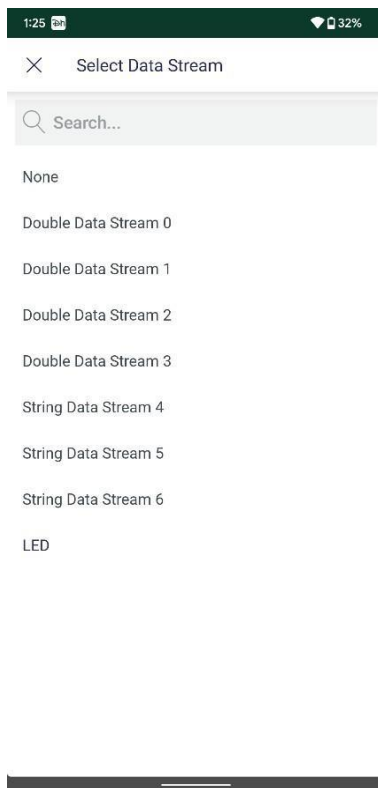 1:25 32%
Select Data Stream
Search...
None
Double Data Stream 0
Double Data Stream 1
Double Data Stream 2
Double Data Stream 3
String Data Stream 4
String Data Stream 5
String Data Stream 6
LED